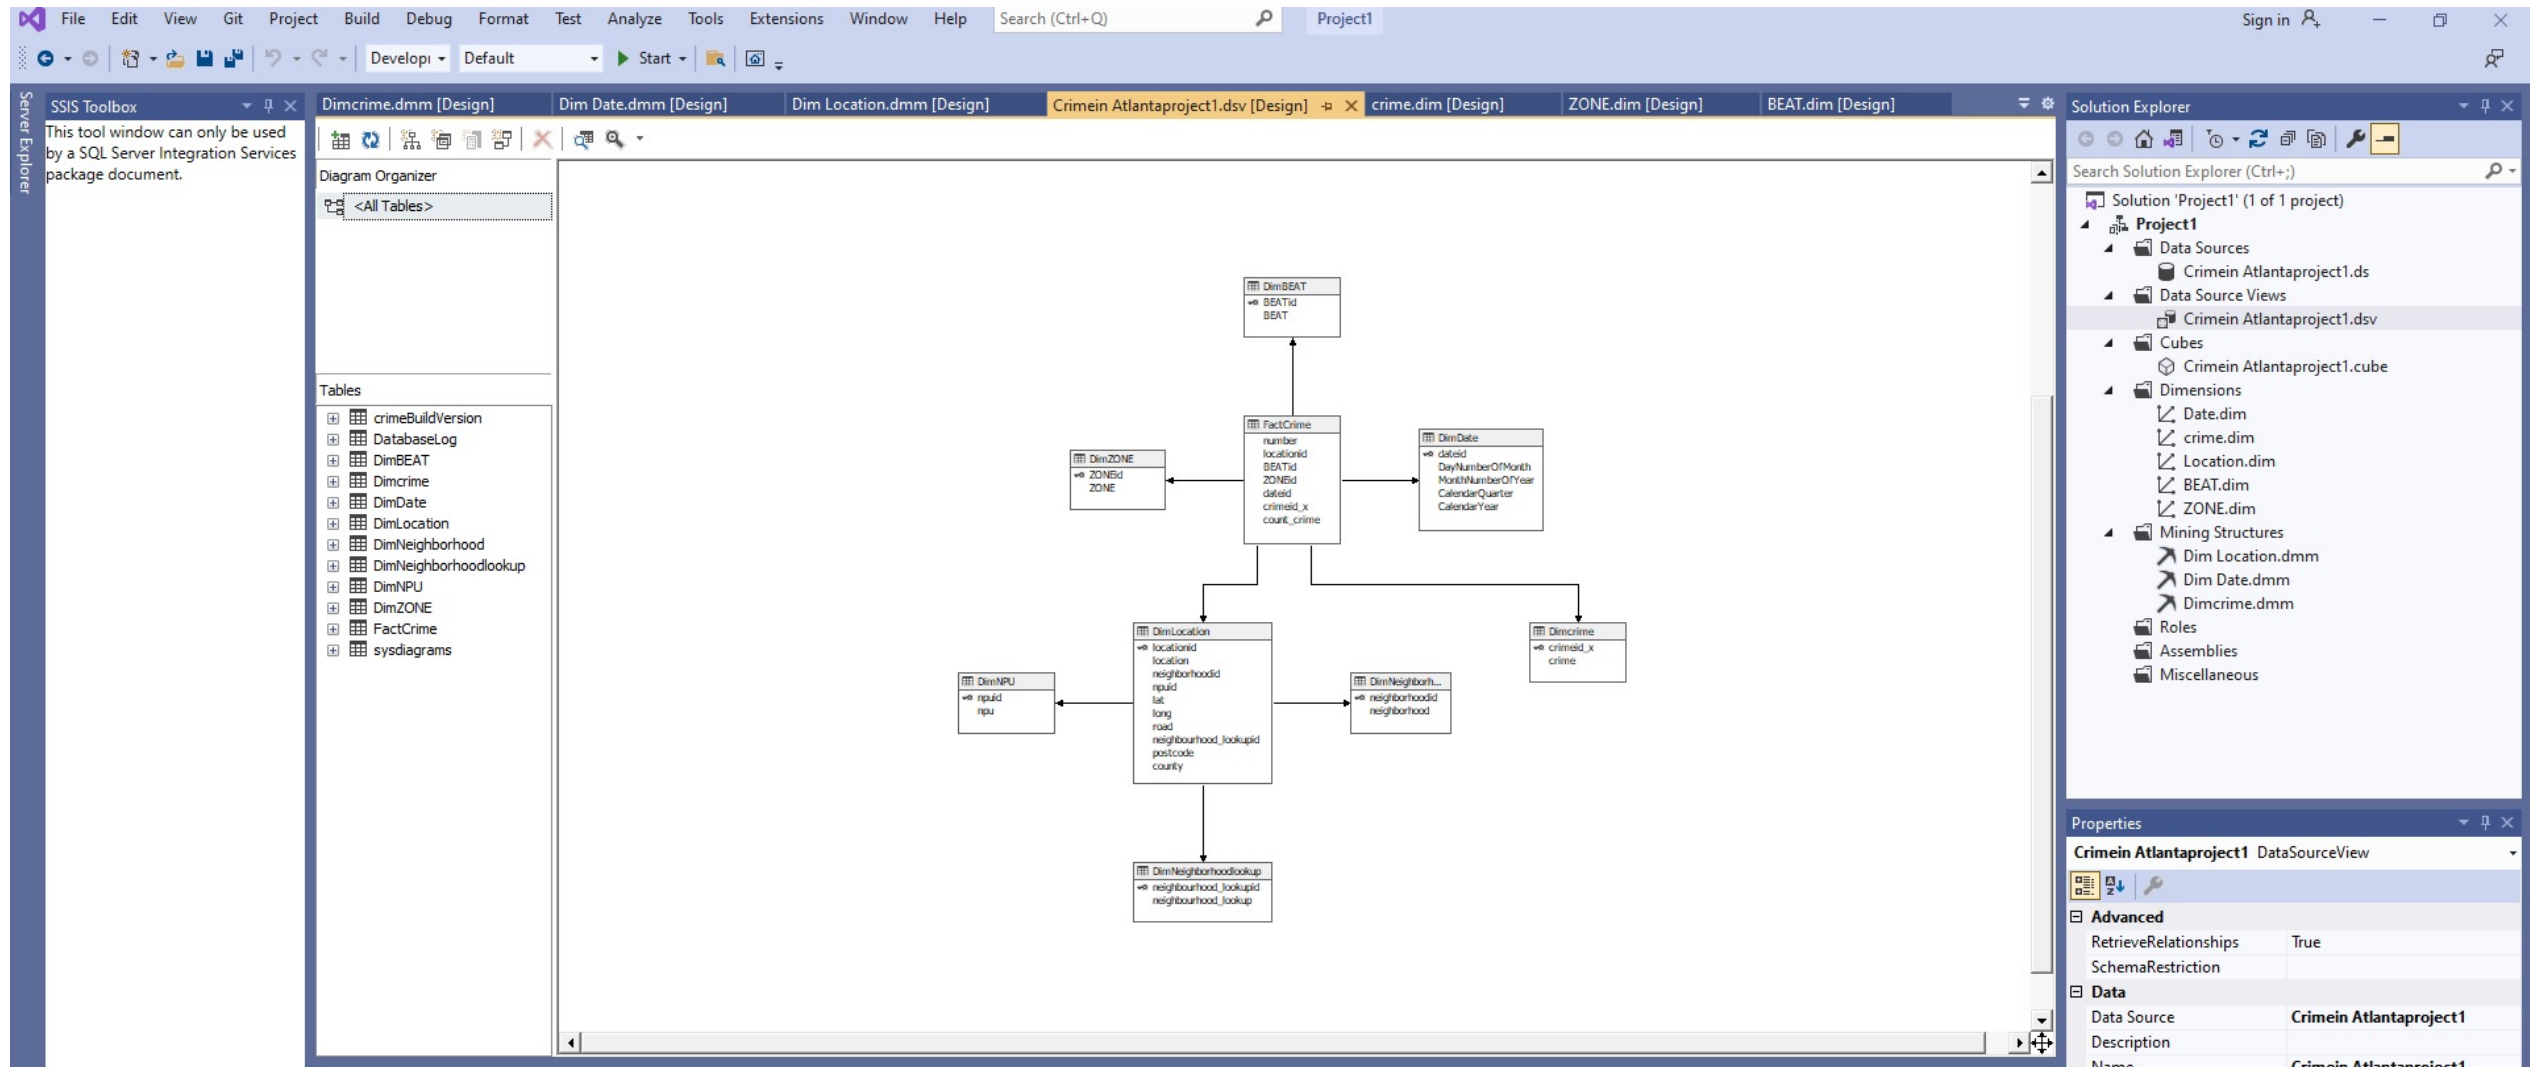 File Edit View Git Project Build Debug Format Test Analyze Tools Extensions Window Help Search (Ctrl+Q) Project1 Sign in
Developı Default Start
Server Explorer
SSIS Toolbox
This tool window can only be used
by a SQL Server Integration Services
package document.
Dimcrime.dmm [Design] Dim Date.dmm [Design] Dim Location.dmm [Design] Crimein Atlantaproject1.dsv [Design] crime.dim [Design] ZONE.dim [Design] BEAT.dim [Design]
Diagram Organizer
<All Tables>
Tables
crimeBuildVersion
DatabaseLog
DimBEAT
Dimcrime
DimDate
DimLocation
DimNeighborhood
DimNeighborhoodlookup
DimNPU
DimZONE
FactCrime
sysdiagrams
DimBEAT
BEATid
BEAT
FactCrime
number
locationid
BEATid
ZONEid
dateid
crimeid_x
count_crime
DimZONE
ZONEid
ZONE
DimDate
dateid
DayNumberOfMonth
MonthNumberOfYear
CalendarQuarter
CalendarYear
DimLocation
locationid
location
neighborhoodid
npuid
lat
long
road
neighbourhood_lookupid
postcode
county
Dimcrime
crimeid_x
crime
DimNPU
npuid
npu
DimNeighborh...
neighborhoodid
neighborhood
DimNeighborhoodlookup
neighbourhood_lookupid
neighbourhood_lookup
Solution Explorer
Search Solution Explorer (Ctrl+;)
Solution 'Project1' (1 of 1 project)
Project1
Data Sources
Crimein Atlantaproject1.ds
Data Source Views
Crimein Atlantaproject1.dsv
Cubes
Crimein Atlantaproject1.cube
Dimensions
Date.dim
crime.dim
Location.dim
BEAT.dim
ZONE.dim
Mining Structures
Dim Location.dmm
Dim Date.dmm
Dimcrime.dmm
Roles
Assemblies
Miscellaneous
Properties
Crimein Atlantaproject1 DataSourceView
Advanced
RetrieveRelationships True
SchemaRestriction
Data
Data Source Crimein Atlantaproject1
Description
Name Crimein Atlantaproject1